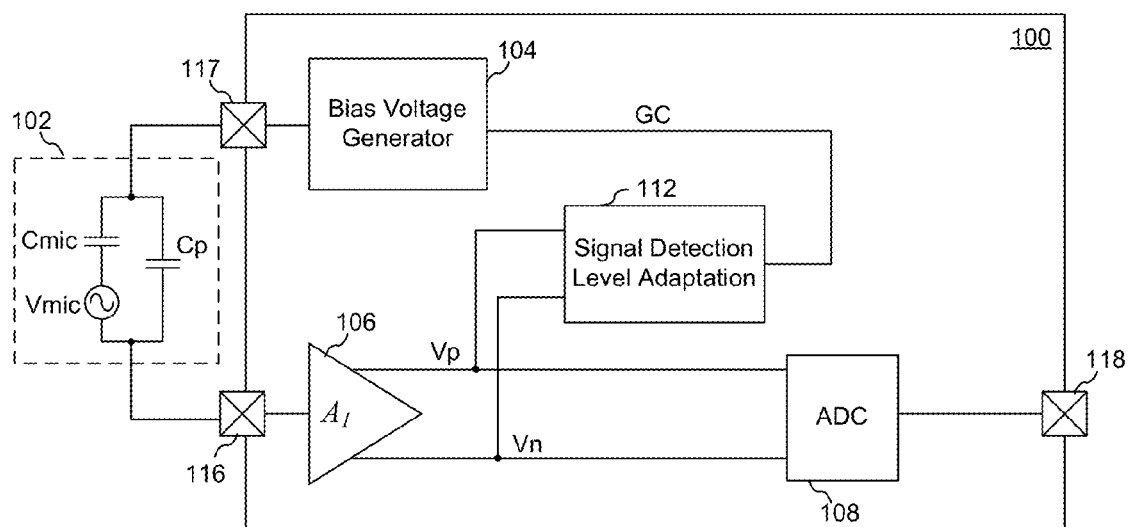 100
104
117
Bias Voltage
Generator
GC
102
112
Cmic
Cp
Signal Detection
Level Adaptation
Vmic
106
Vp
118
A1
ADC
Vn
116
108